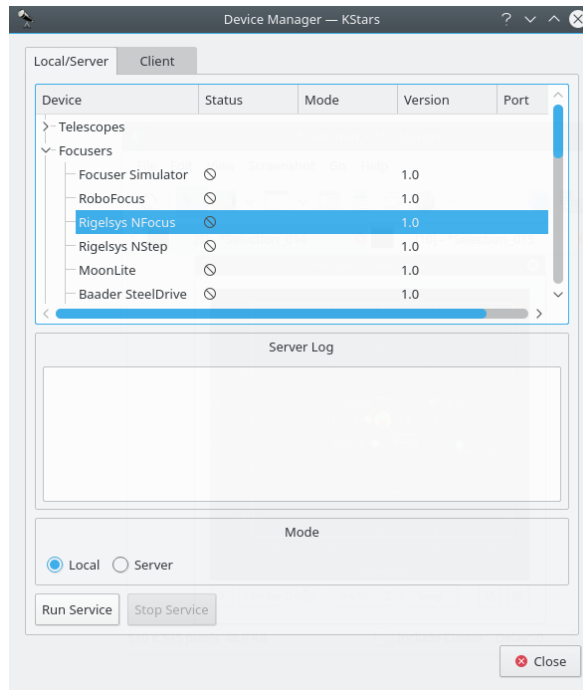 Device Manager — KStars
Local/Server Client
Device Status Mode Version Port
Telescopes
Focusers
Focuser Simulator 1.0
RoboFocus 1.0
Rigelsys NFocus 1.0
Rigelsys NStep 1.0
MoonLite 1.0
Baader SteelDrive 1.0
Server Log
Mode
Local Server
Run Service Stop Service
Close